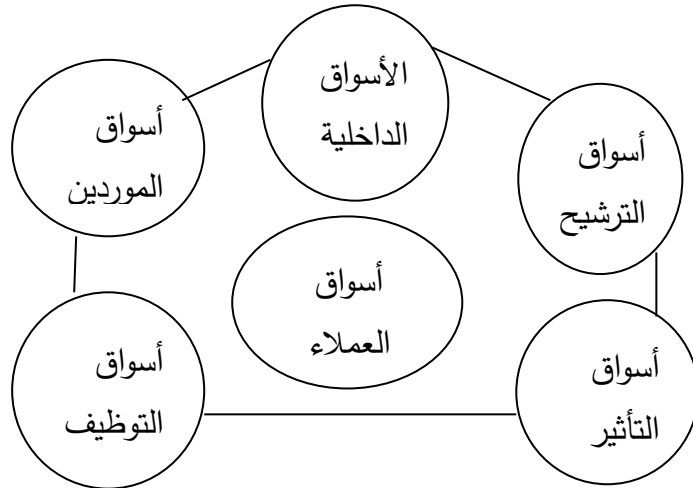 الأسواق
الداخلية
أسواق
الموردين
أسواق
الترشيح
أسواق
العملاء
أسواق
التوظيف
أسواق
التأثير